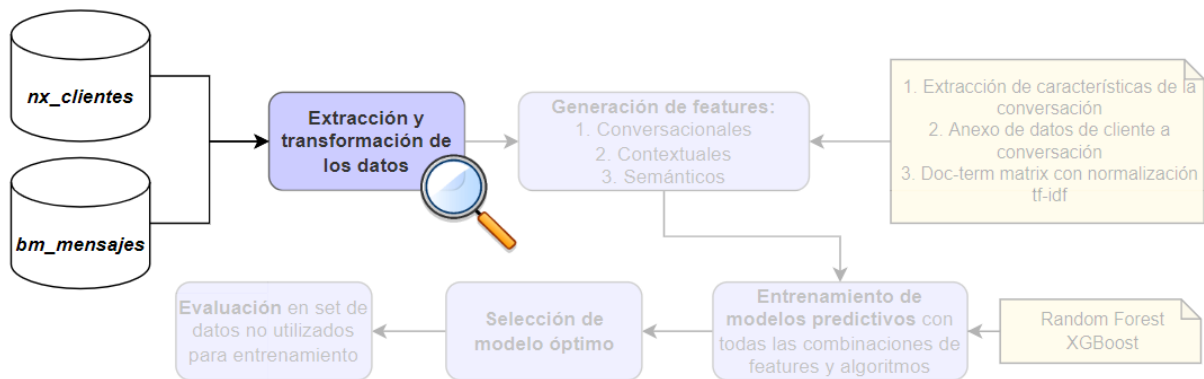 nx_clientes
bm_mensajes
Extracción y
transformación de
los datos
Generación de features:
1. Conversacionales
2. Contextuales
3. Semánticos
1. Extracción de características de la
conversación
2. Anexo de datos de cliente a
conversación
3. Doc-term matrix con normalización
tf-idf
Evaluación en set de
datos no utilizados
para entrenamiento
Selección de
modelo óptimo
Entrenamiento de
modelos predictivos con
todas las combinaciones de
features y algoritmos
Random Forest
XGBoost